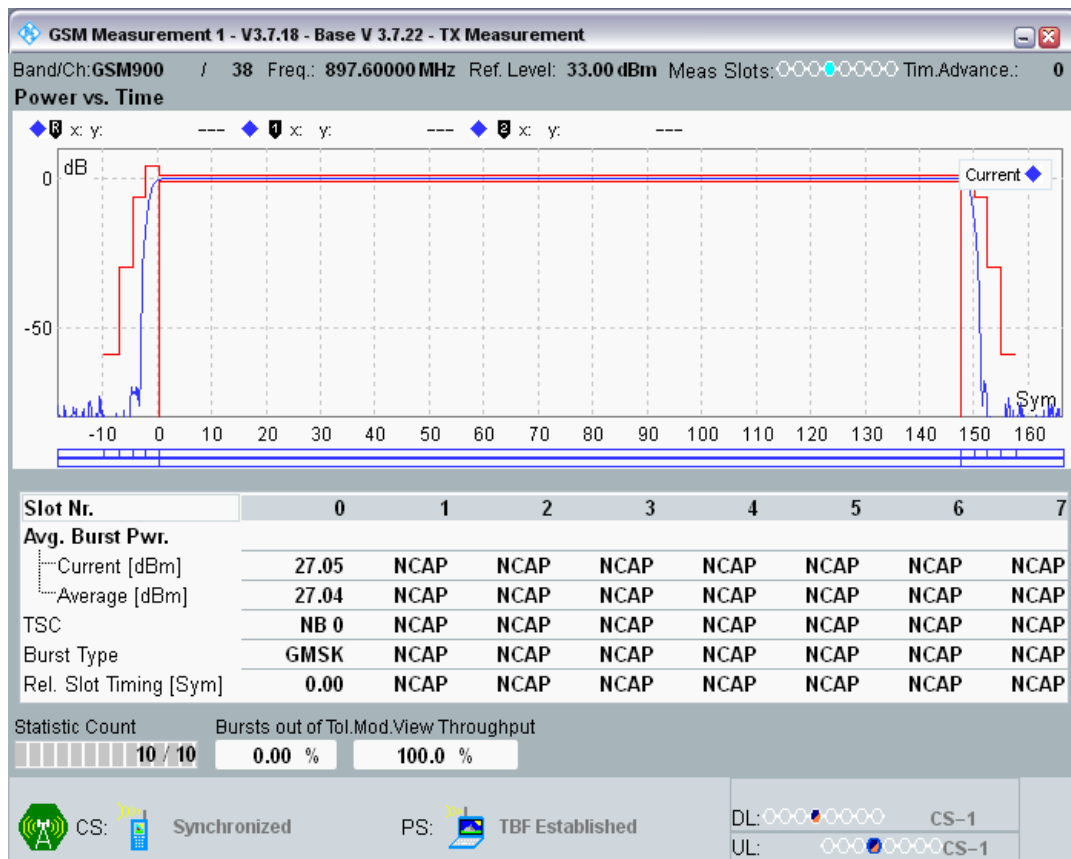 GSM Measurement 1 - V3.7.18 - Base V 3.7.22 - TX Measurement
Band/Ch:GSM900 / 38 Freq.: 897.60000 MHz Ref. Level: 33.00 dBm Meas Slots: Tim.Advance.: 0
Power vs. Time
R x: y: --- 1 x: y: --- 2 x: y: ---
dB
Current
0
-50
Sym
-10 0 10 20 30 40 50 60 70 80 90 100 110 120 130 140 150 160
Slot Nr. 0 1 2 3 4 5 6 7
Avg. Burst Pwr.
Current [dBm] 27.05 NCAP NCAP NCAP NCAP NCAP NCAP NCAP
Average [dBm] 27.04 NCAP NCAP NCAP NCAP NCAP NCAP NCAP
TSC NB 0 NCAP NCAP NCAP NCAP NCAP NCAP NCAP
Burst Type GMSK NCAP NCAP NCAP NCAP NCAP NCAP NCAP
Rel. Slot Timing [Sym] 0.00 NCAP NCAP NCAP NCAP NCAP NCAP NCAP
Statistic Count Bursts out of Tol.Mod.View Throughput
10 / 10 0.00 % 100.0 %
CS: Synchronized PS: TBF Established
DL: CS-1
UL: CS-1